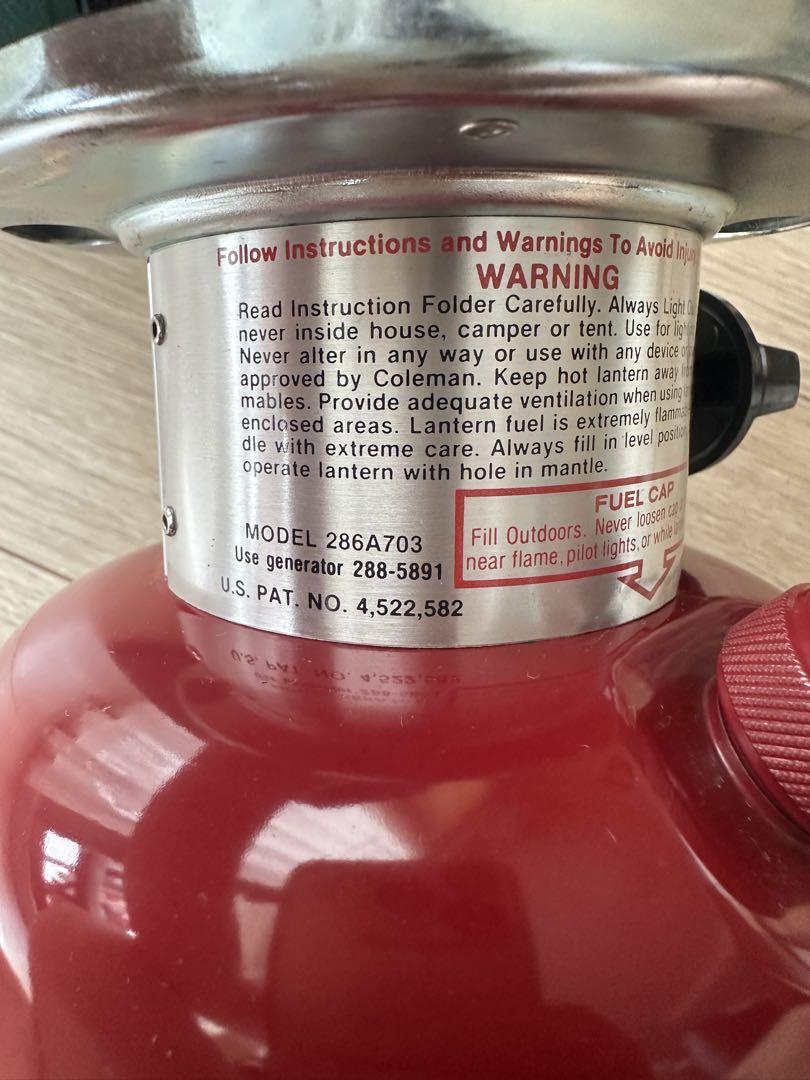 Follow Instructions and Warnings To Avoid Injury
WARNING
Read Instruction Folder Carefully. Always Light
never inside house, camper or tent. Use for
Never alter in any way or use with any device
approved by Coleman. Keep hot lantern away
mables. Provide adequate ventilation when using
enclosed areas. Lantern fuel is extremely
dle with extreme care. Always fill in level position,
operate lantern with hole in mantle.
FUEL CAP
Fill Outdoors. Never loosen cap
near flame, pilot lights, or while
MODEL 286A703
Use generator 288-5891
U.S. PAT. NO. 4,522,582